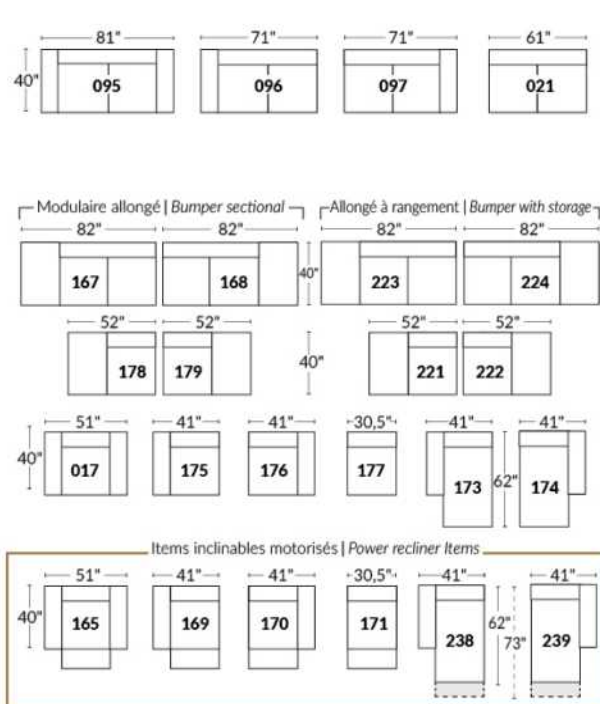 81" 71" 71" 61"
40" 095 096 097 021
Modulaire allongé | Bumper sectional Allongé à rangement | Bumper with storage
82" 82" 82" 82"
167 168 40" 223 224
52" 52" 52" 52"
178 179 40" 221 222
51" 41" 41" 30,5" 41" 41"
40" 017 175 176 177 173 62" 174
Items inclinables motorisés | Power recliner Items
51" 41" 41" 30,5" 41" 41"
40" 165 169 170 171 238 62" 73" 239